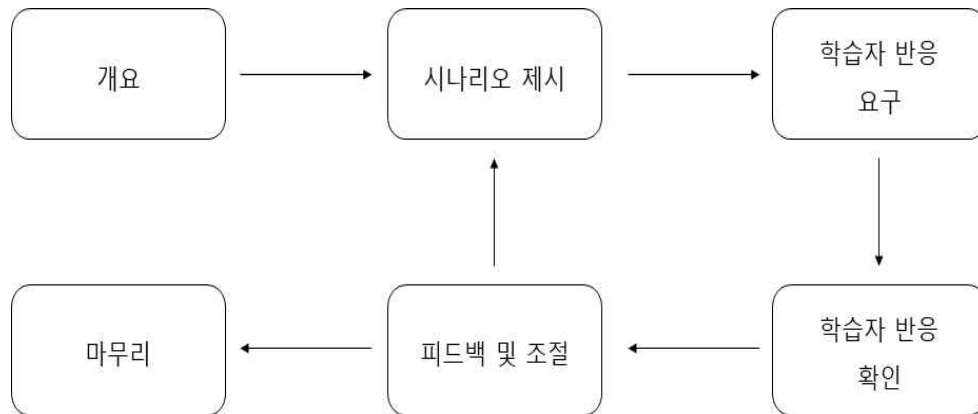 개요
시나리오 제시
학습자 반응
요구
마무리
피드백 및 조절
학습자 반응
확인